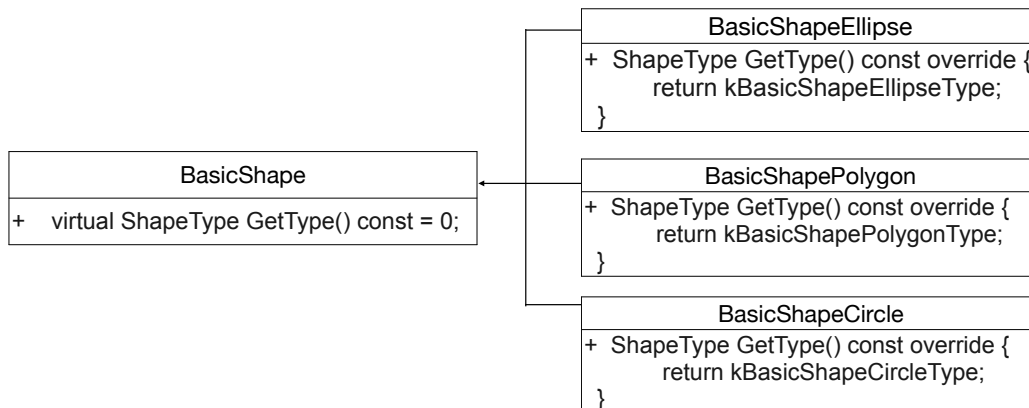 BasicShapeEllipse
+ ShapeType GetType() const override {
return kBasicShapeEllipseType;
}
BasicShape
+ virtual ShapeType GetType() const = 0;
BasicShapePolygon
+ ShapeType GetType() const override {
return kBasicShapePolygonType;
}
BasicShapeCircle
+ ShapeType GetType() const override {
return kBasicShapeCircleType;
}